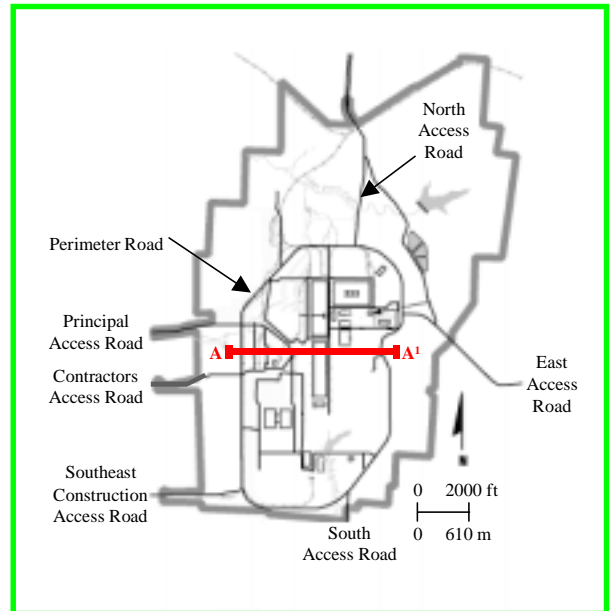 North
Access
Road
Perimeter Road
Principal
Access Road
A
A¹
Contractors
Access Road
East
Access
Road
Southeast
Construction
Access Road
0 2000 ft
0 610 m
South
Access Road